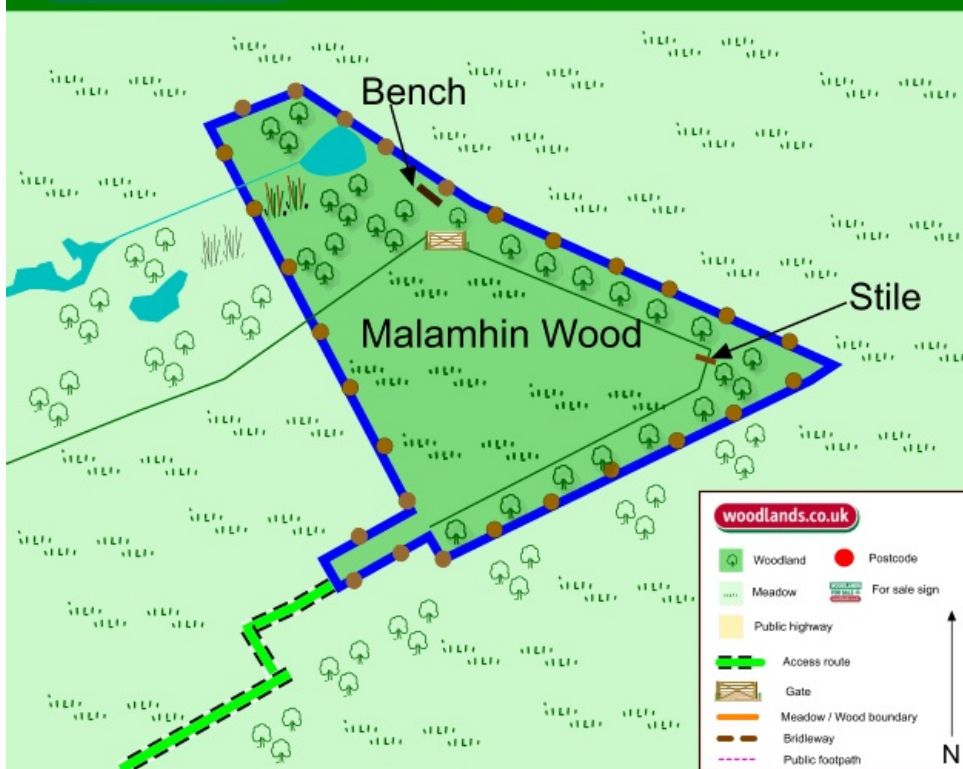 Bench
Stile
Malamhin Wood
woodlands.co.uk
Woodland
Postcode
Meadow
For sale sign
Public highway
Access route
Gate
Meadow / Wood boundary
Bridleway
Public footpath
N